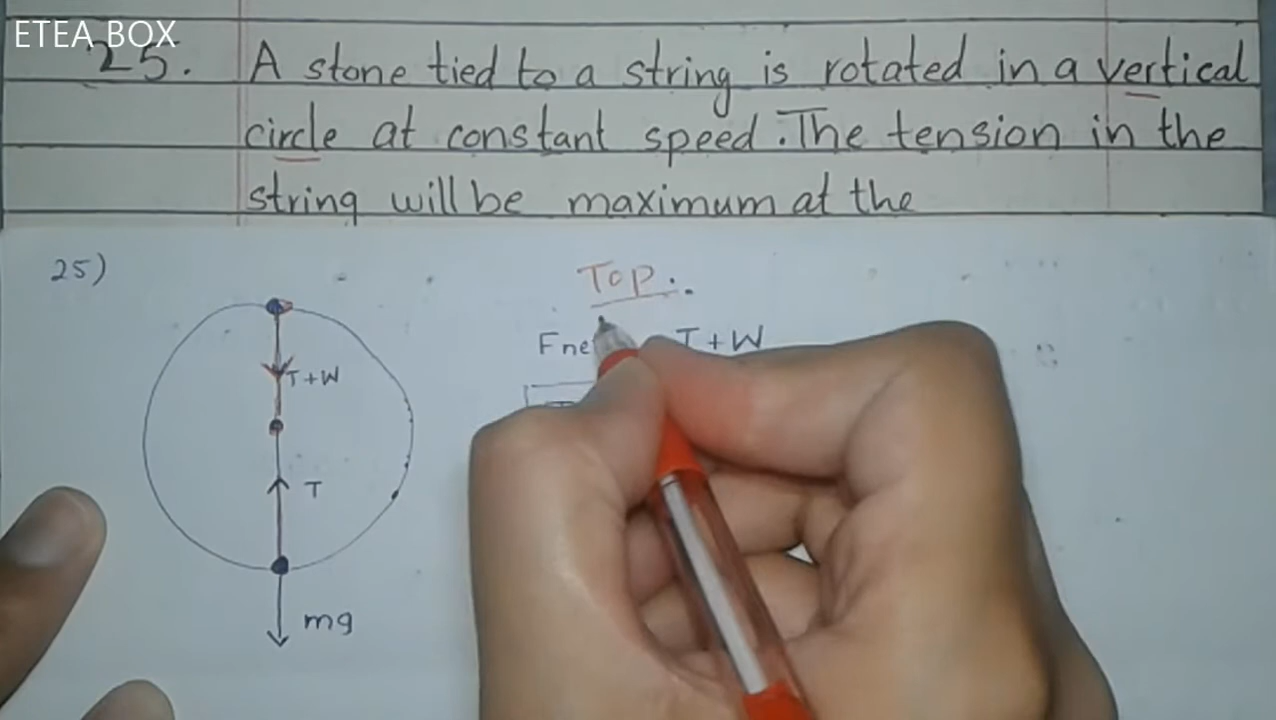 ETEA BOX
25. A stone tied to a string is rotated in a vertical
circle at constant speed. The tension in the
string will be maximum at the
25)
Top.
Fne T + W
T+W
T
mg